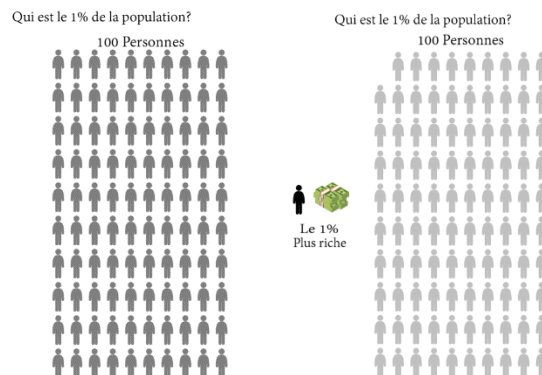 Qui est le 1% de la population?
100 Personnes
Le 1%
Plus riche
Qui est le 1% de la population?
100 Personnes